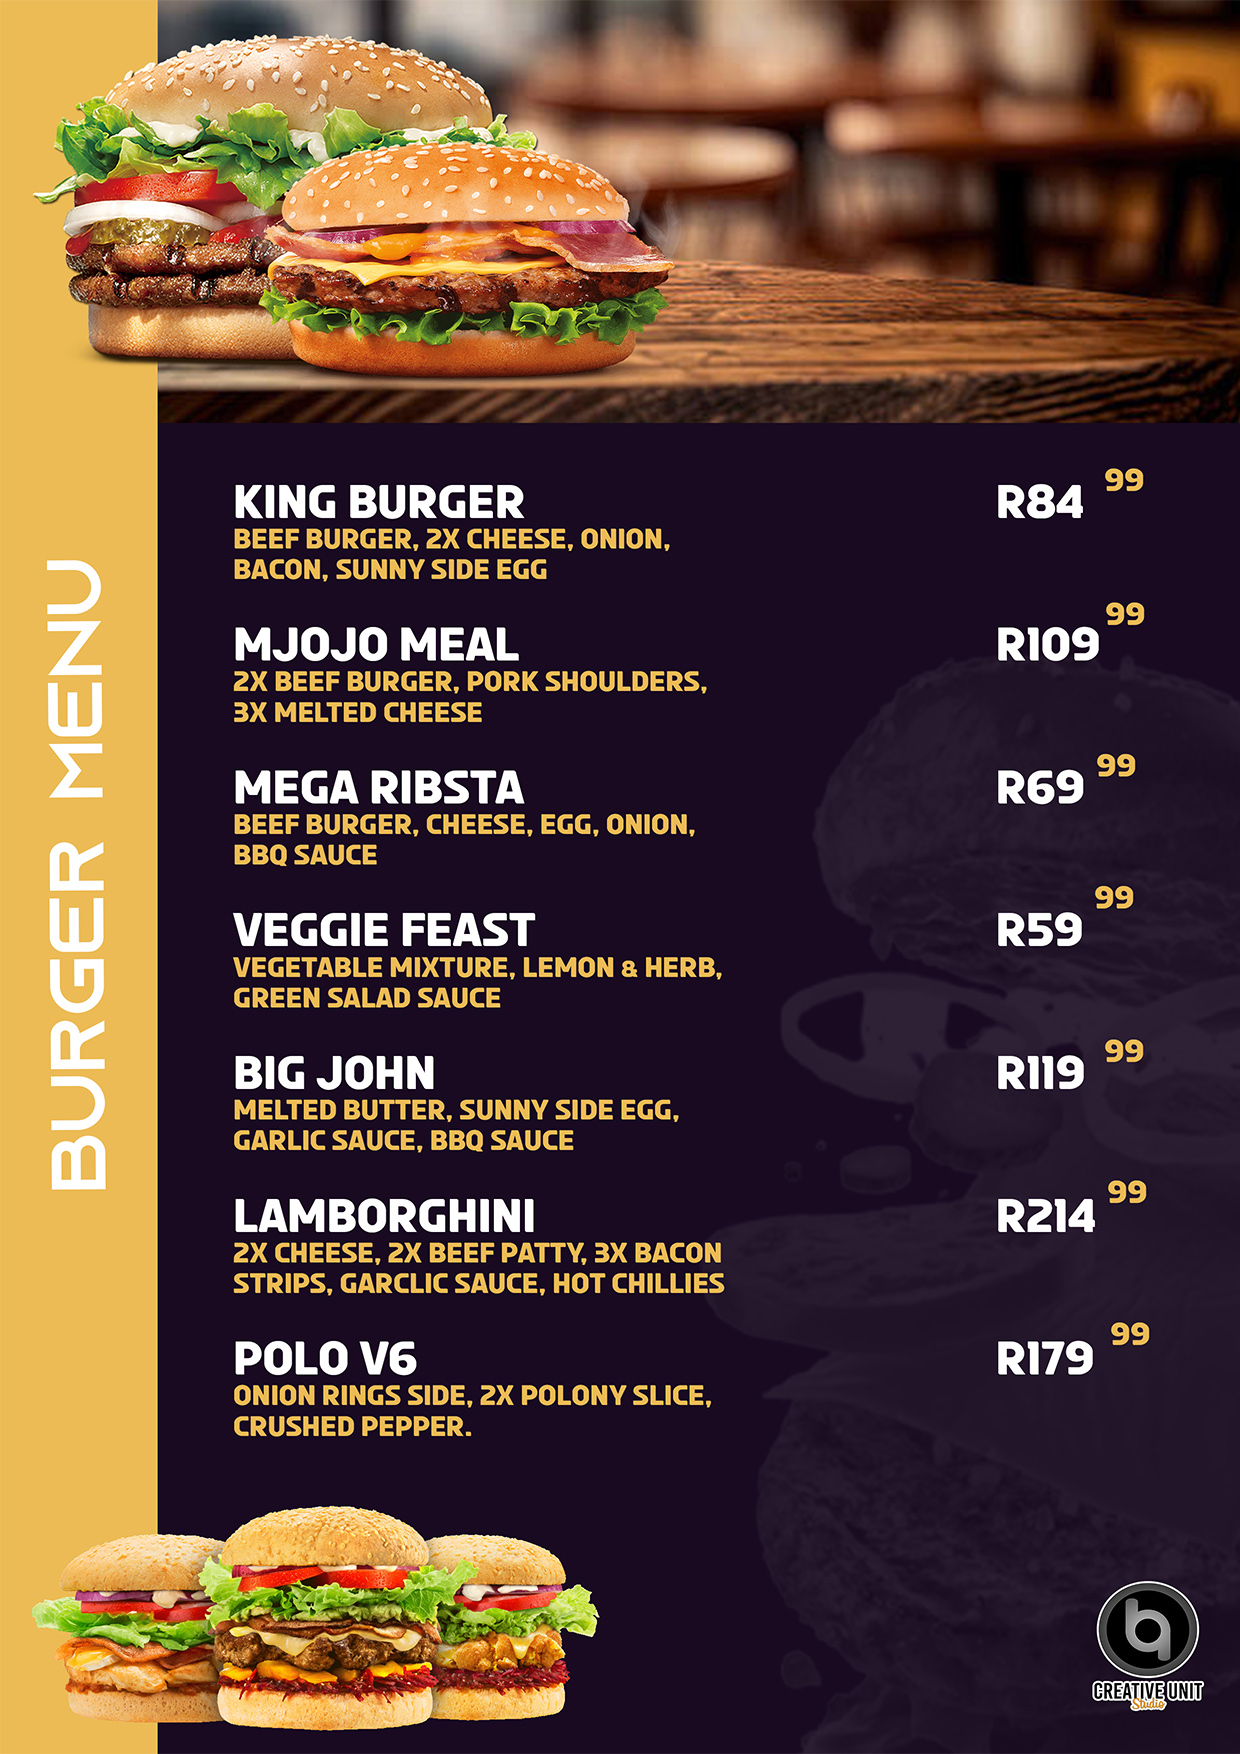 BURGER MENU
KING BURGER R84 99
BEEF BURGER, 2X CHEESE, ONION,
BACON, SUNNY SIDE EGG
MJOJO MEAL R109 99
2X BEEF BURGER, PORK SHOULDERS,
3X MELTED CHEESE
MEGA RIBSTA R69 99
BEEF BURGER, CHEESE, EGG, ONION,
BBQ SAUCE
VEGGIE FEAST R59 99
VEGETABLE MIXTURE, LEMON & HERB,
GREEN SALAD SAUCE
BIG JOHN R119 99
MELTED BUTTER, SUNNY SIDE EGG,
GARLIC SAUCE, BBQ SAUCE
LAMBORGHINI R214 99
2X CHEESE, 2X BEEF PATTY, 3X BACON
STRIPS, GARCLIC SAUCE, HOT CHILLIES
POLO V6 R179 99
ONION RINGS SIDE, 2X POLONY SLICE,
CRUSHED PEPPER.
CREATIVE UNIT
Studio